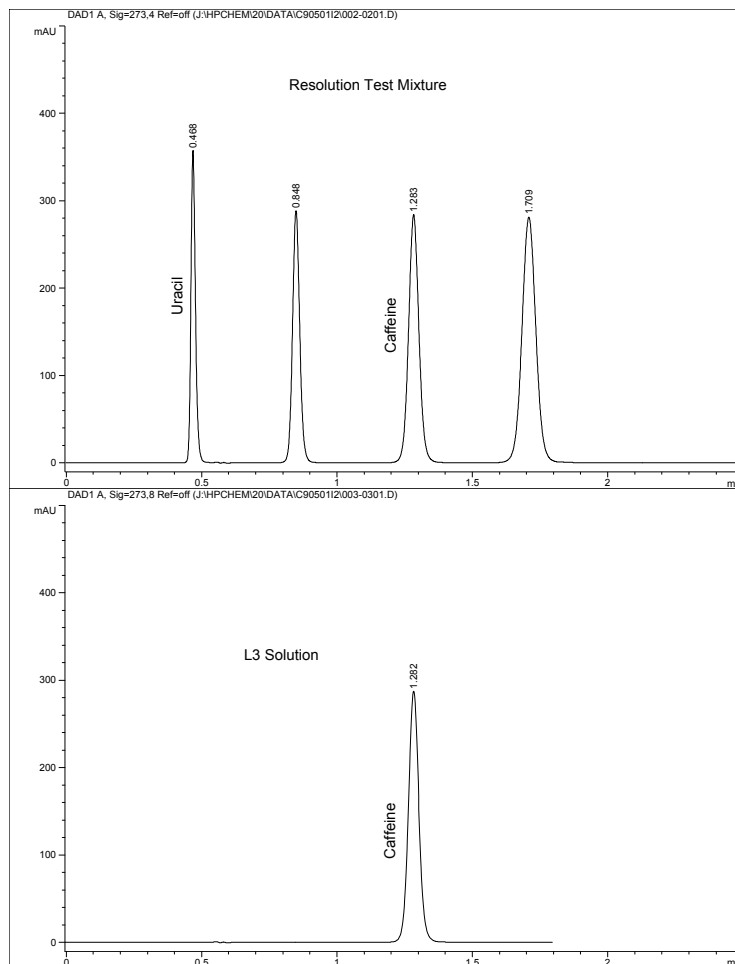 DAD1 A, Sig=273,4 Ref=off (J:\HPCHEM\20\DATA\C90501I2\002-0201.D)
mAU
Resolution Test Mixture
400
300
200
100
0
0.468
0.848
1.283
1.709
Uracil
Caffeine
0
0.5
1
1.5
2
m
DAD1 A, Sig=273,8 Ref=off (J:\HPCHEM\20\DATA\C90501I2\003-0301.D)
mAU
L3 Solution
400
300
200
100
0
1.282
Caffeine
0
0.5
1
1.5
2
m